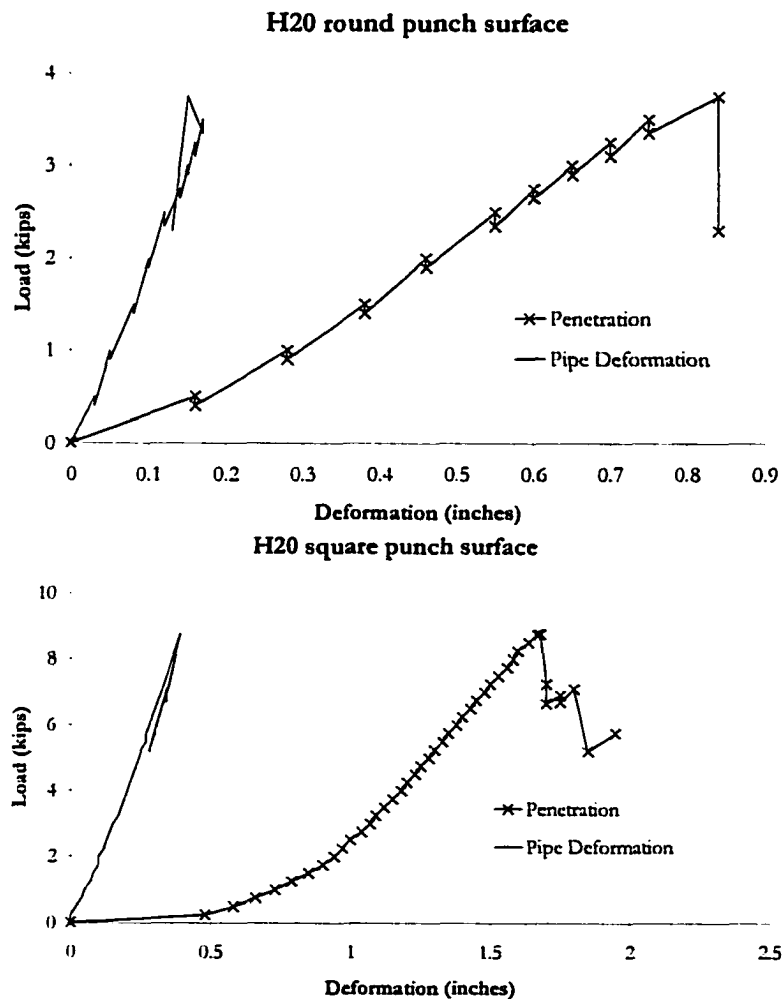 H20 round punch surface
4
3
2
1
0
Load (kips)
Penetration
Pipe Deformation
0 0.1 0.2 0.3 0.4 0.5 0.6 0.7 0.8 0.9
Deformation (inches)
H20 square punch surface
10
8
6
4
2
0
Load (kips)
Penetration
Pipe Deformation
0 0.5 1 1.5 2 2.5
Deformation (inches)